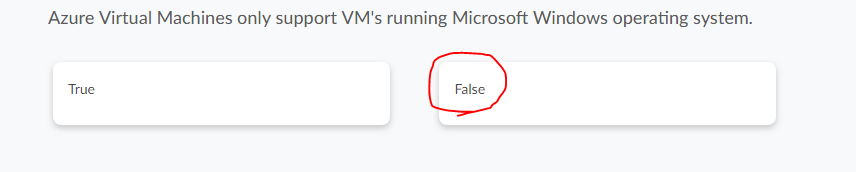 Azure Virtual Machines only support VM's running Microsoft Windows operating system.
True
False